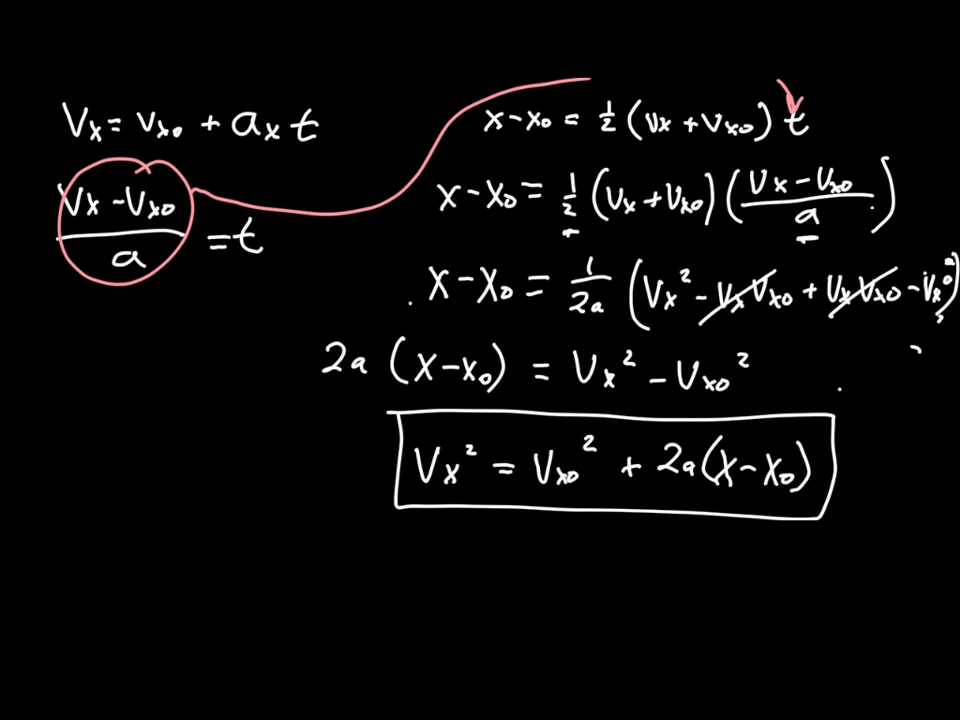 Vx = Vx0 + ax t
(Vx - Vx0)/a = t
x - x0 = 1/2 (Vx + Vx0) t
x - x0 = 1/2 (Vx + Vx0) ((Vx - Vx0)/a)
x - x0 = 1/2a (Vx² - VxVx0 + VxVx0 - Vx0²)
2a (x - x0) = Vx² - Vx0²
Vx² = Vx0² + 2a(x - x0)